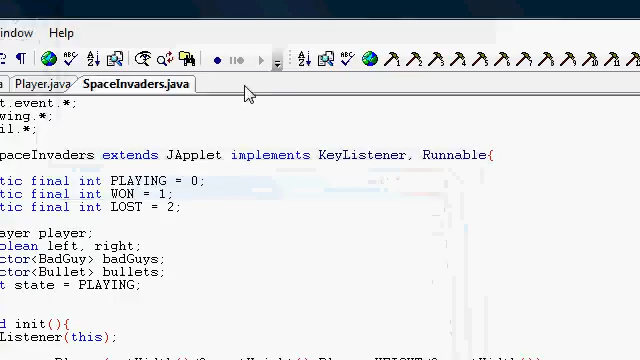 indow Help
Player.java SpaceInvaders.java
t.event.*;
wing.*;
il.*;
paceInvaders extends JApplet implements KeyListener, Runnable{
tic final int PLAYING = 0;
tic final int WON = 1;
tic final int LOST = 2;
ayer player;
olean left, right;
ctor<BadGuy> badGuys;
ctor<Bullet> bullets;
t state = PLAYING;
d init(){
Listener(this);